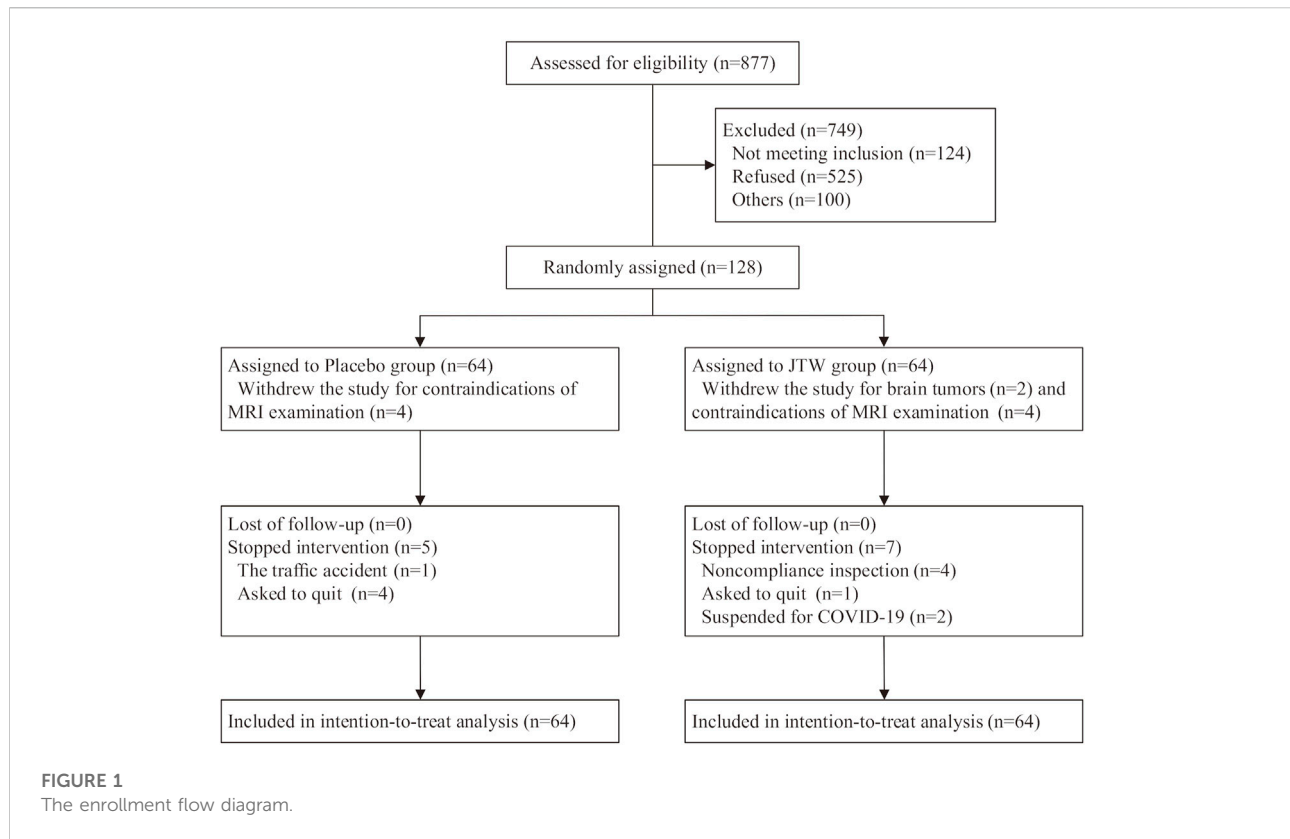 Assessed for eligibility (n=877)
Excluded (n=749)
Not meeting inclusion (n=124)
Refused (n=525)
Others (n=100)
Randomly assigned (n=128)
Assigned to Placebo group (n=64)
Withdrew the study for contraindications of
MRI examination (n=4)
Assigned to JTW group (n=64)
Withdrew the study for brain tumors (n=2) and
contraindications of MRI examination (n=4)
Lost of follow-up (n=0)
Stopped intervention (n=5)
The traffic accident (n=1)
Asked to quit (n=4)
Lost of follow-up (n=0)
Stopped intervention (n=7)
Noncompliance inspection (n=4)
Asked to quit (n=1)
Suspended for COVID-19 (n=2)
Included in intention-to-treat analysis (n=64)
Included in intention-to-treat analysis (n=64)
FIGURE 1
The enrollment flow diagram.